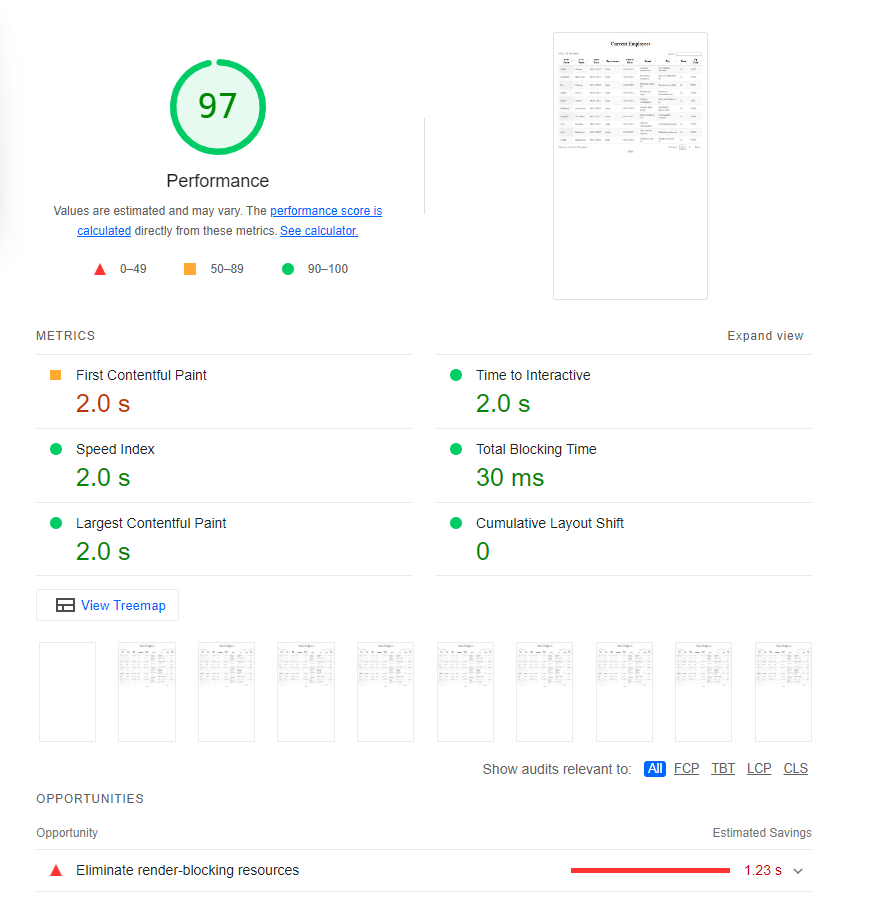 97
Performance
Values are estimated and may vary. The performance score is
calculated directly from these metrics. See calculator.
0–49
50–89
90–100
Current Employees
METRICS
Expand view
First Contentful Paint
2.0 s
Time to Interactive
2.0 s
Speed Index
2.0 s
Total Blocking Time
30 ms
Largest Contentful Paint
2.0 s
Cumulative Layout Shift
0
View Treemap
Show audits relevant to: All FCP TBT LCP CLS
OPPORTUNITIES
Opportunity
Estimated Savings
Eliminate render-blocking resources
1.23 s